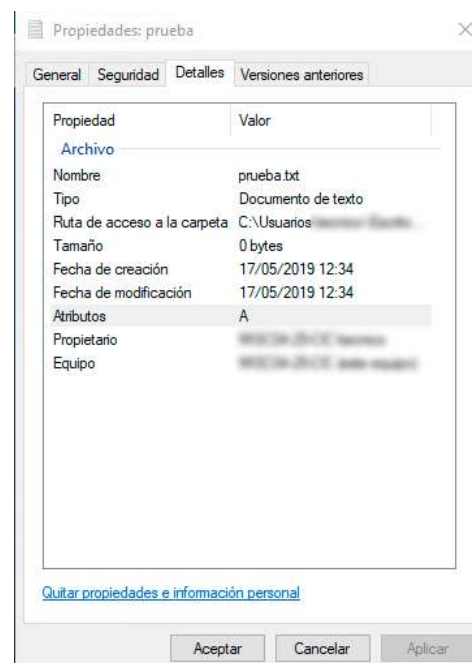 Propiedades: prueba
General Seguridad Detalles Versiones anteriores
Propiedad Valor
Archivo
Nombre prueba.txt
Tipo Documento de texto
Ruta de acceso a la carpeta C:\Usuarios
Tamaño 0 bytes
Fecha de creación 17/05/2019 12:34
Fecha de modificación 17/05/2019 12:34
Atributos A
Propietario
Equipo
Quitar propiedades e información personal
Aceptar Cancelar Aplicar